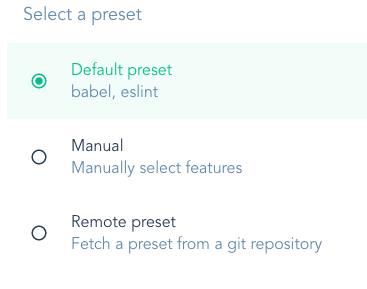 Select a preset
Default preset
babel, eslint
Manual
Manually select features
Remote preset
Fetch a preset from a git repository